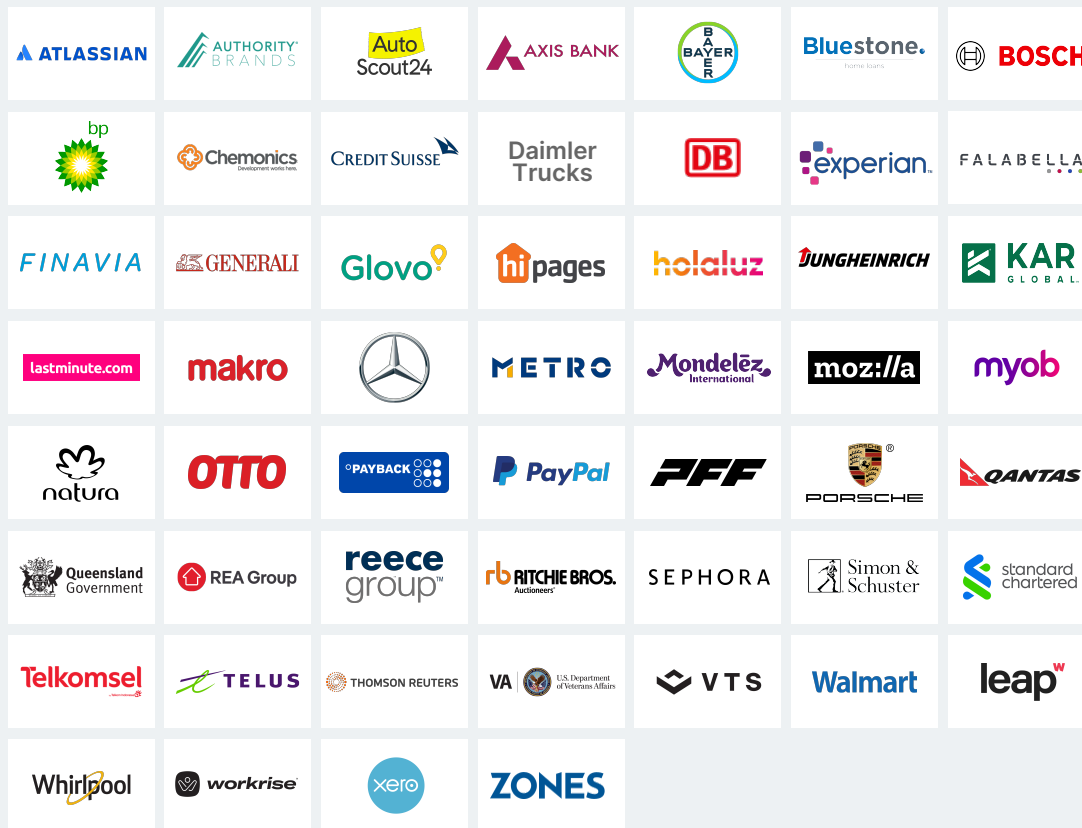 ATLASSIAN
AUTHORITY®
BRANDS
Auto
Scout24
AXIS BANK
BAYER
BAYER
Bluestone.
home loans
BOSCH
bp
Chemonics
Development works here.
CREDIT SUISSE
Daimler
Trucks
DB
experian™
FALABELLA
FINAVIA
GENERALI
Glovo
hipages
holaluz
JUNGHEINRICH
KAR
GLOBAL
lastminute.com
makro
METRO
Mondelēz
International
moz://a
myob
natura
OTTO
PAYBACK
PayPal
PFF
PORSCHE
®
PORSCHE
QANTAS
Queensland
Government
REA Group
reece
group™
rb RITCHIE BROS.
Auctioneers®
SEPHORA
Simon &
Schuster
standard
chartered
Telkomsel
TELUS
THOMSON REUTERS
VA
U.S. Department
of Veterans Affairs
VTS
Walmart
leap w
Whirlpool
workrise
xero
ZONES